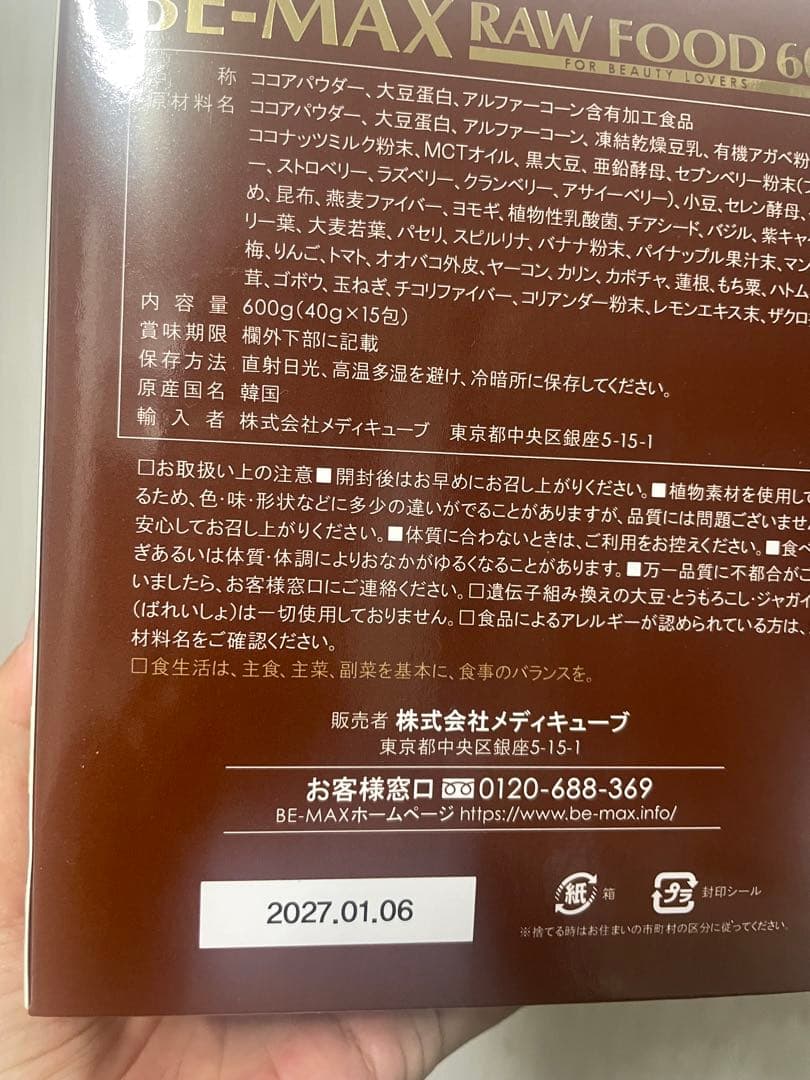 BE-MAX RAW FOOD 60
FOR BEAUTY LOVERS
称 ココアパウダー、大豆蛋白、アルファーコーン含有加工食品
原材料名 ココアパウダー、大豆蛋白、アルファーコーン、凍結乾燥豆乳、有機アガベ粉
ココナッツミルク粉末、MCTオイル、黒大豆、亜鉛酵母、セブンベリー粉末(ブ
ー、ストロベリー、ラズベリー、クランベリー、アサイーベリー)、小豆、セレン酵母、
め、昆布、燕麦ファイバー、ヨモギ、植物性乳酸菌、チアシード、バジル、紫キャ
リー葉、大麦若葉、パセリ、スピルリナ、バナナ粉末、パイナップル果汁末、マン
梅、りんご、トマト、オオバコ外皮、ヤーコン、カリン、カボチャ、蓮根、もち粟、ハトム
茸、ゴボウ、玉ねぎ、チコリファイバー、コリアンダー粉末、レモンエキス末、ザクロ
内容量 600g(40g×15包)
賞味期限 欄外下部に記載
保存方法 直射日光、高温多湿を避け、冷暗所に保存してください。
原産国名 韓国
輸入者 株式会社メディキューブ 東京都中央区銀座5-15-1
□お取扱い上の注意■開封後はお早めにお召し上がりください。■植物素材を使用して
るため、色・味・形状などに多少の違いがでることがありますが、品質には問題ございませ
安心してお召し上がりください。■体質に合わないときは、ご利用をお控えください。■食べ
ぎあるいは体質・体調によりおなかがゆるくなることがあります。■万一品質に不都合がご
いましたら、お客様窓口にご連絡ください。□遺伝子組み換えの大豆・とうもろこし・ジャガイ
(ばれいしょ)は一切使用しておりません。□食品によるアレルギーが認められている方は、
材料名をご確認ください。
□食生活は、主食、主菜、副菜を基本に、食事のバランスを。
販売者 株式会社メディキューブ
東京都中央区銀座5-15-1
お客様窓口 0120-688-369
BE-MAXホームページ https://www.be-max.info/
2027.01.06
紙 箱 プラ 封印シール
※捨てる時はお住まいの市町村の区分に従ってください。